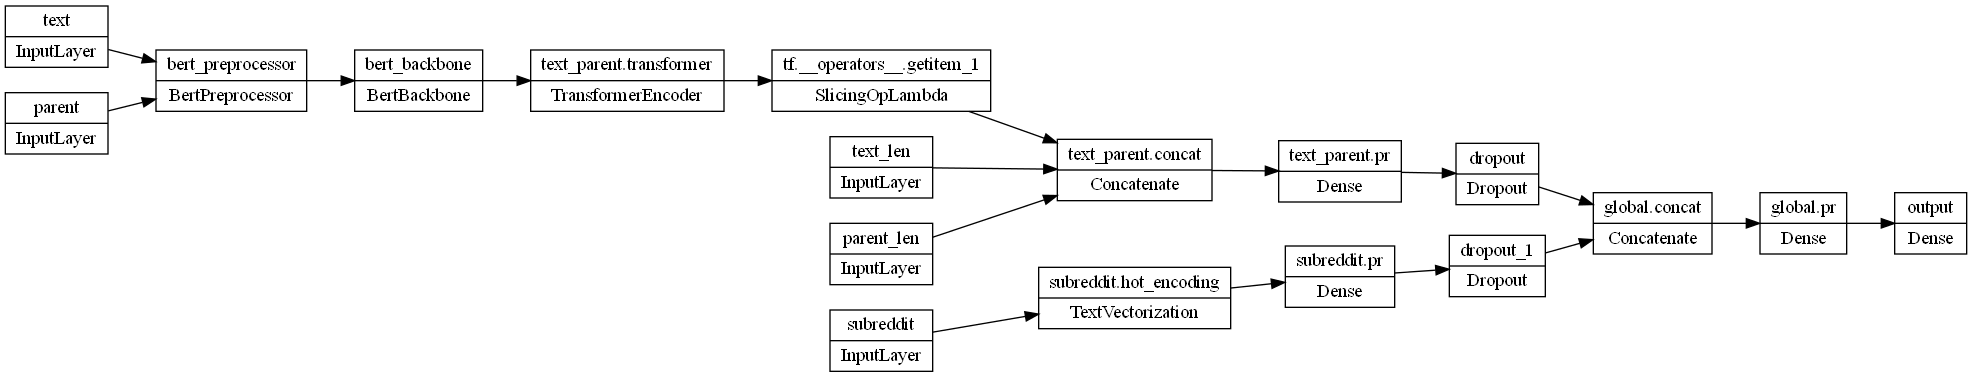 text
InputLayer
parent
InputLayer
bert_preprocessor
BertPreprocessor
bert_backbone
BertBackbone
text_parent.transformer
TransformerEncoder
tf.__operators__.getitem_1
SlicingOpLambda
text_len
InputLayer
parent_len
InputLayer
subreddit
InputLayer
text_parent.concat
Concatenate
subreddit.hot_encoding
TextVectorization
text_parent.pr
Dense
subreddit.pr
Dense
dropout
Dropout
dropout_1
Dropout
global.concat
Concatenate
global.pr
Dense
output
Dense